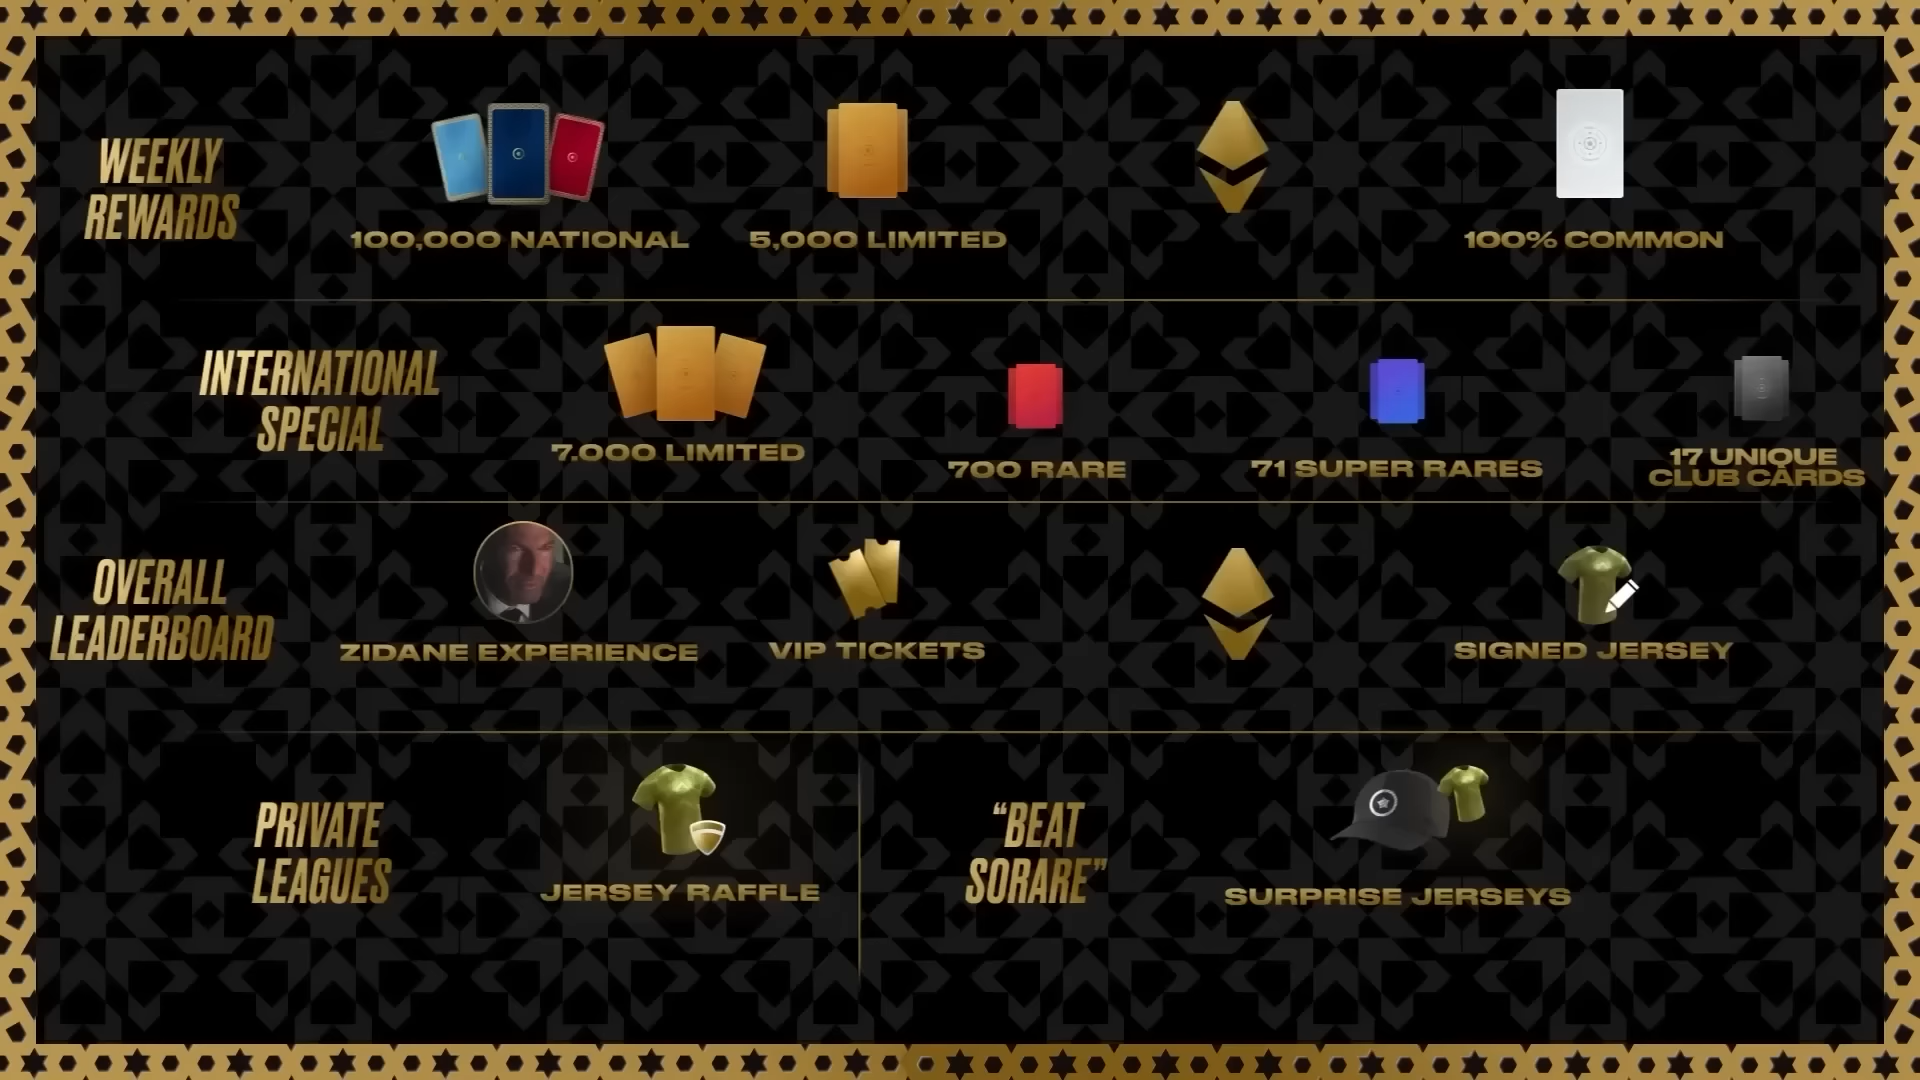 WEEKLY
REWARDS
100,000 NATIONAL
5,000 LIMITED
100% COMMON
INTERNATIONAL
SPECIAL
7.000 LIMITED
700 RARE
71 SUPER RARES
17 UNIQUE
CLUB CARDS
OVERALL
LEADERBOARD
ZIDANE EXPERIENCE
VIP TICKETS
SIGNED JERSEY
PRIVATE
LEAGUES
JERSEY RAFFLE
“BEAT
SORARE”
SURPRISE JERSEYS